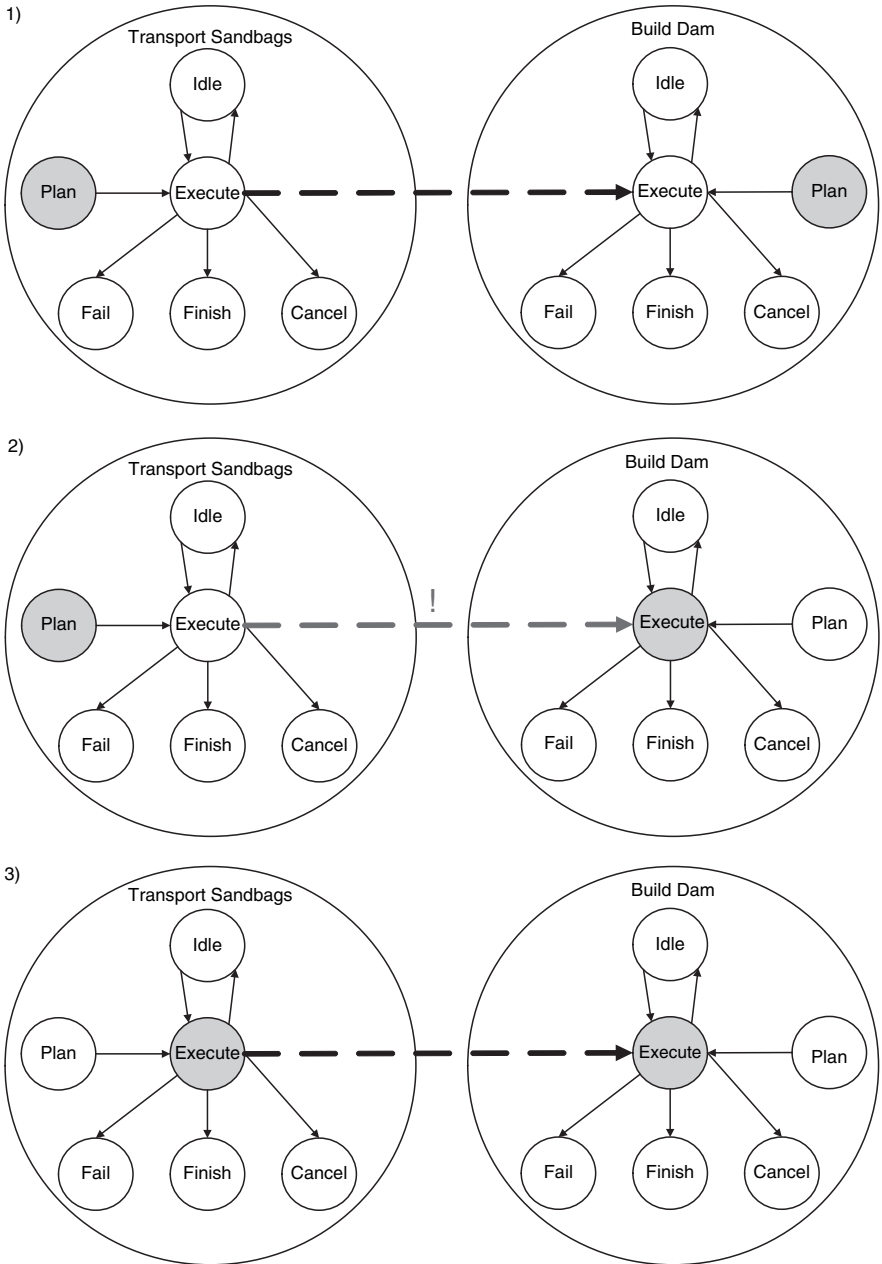 1)
Transport Sandbags
Build Dam
Idle
Idle
Plan
Execute
Execute
Plan
Fail
Finish
Cancel
Fail
Finish
Cancel
2)
Transport Sandbags
Build Dam
Idle
Idle
!
Plan
Execute
Execute
Plan
Fail
Finish
Cancel
Fail
Finish
Cancel
3)
Transport Sandbags
Build Dam
Idle
Idle
Plan
Execute
Execute
Plan
Fail
Finish
Cancel
Fail
Finish
Cancel